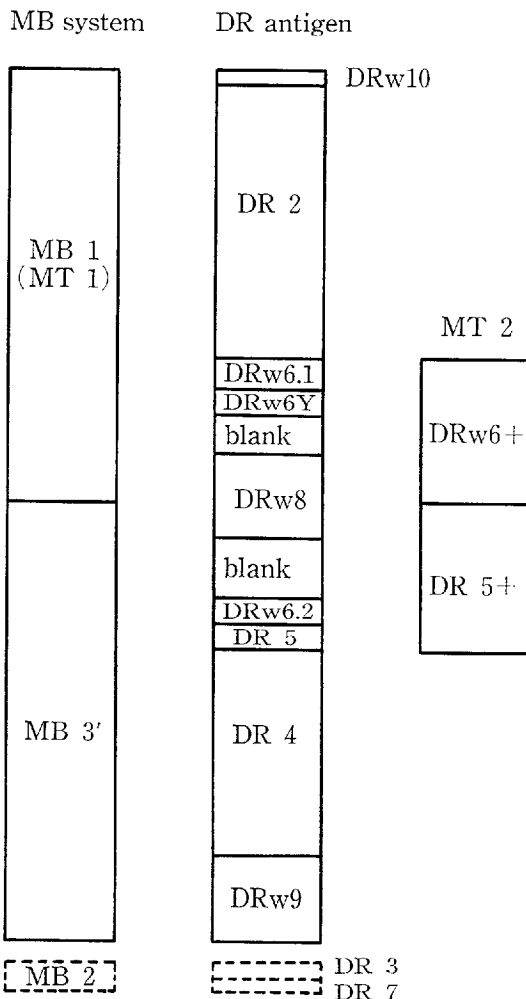 MB system
DR antigen
DRw10
DR 2
MB 1
(MT 1)
MT 2
DRw6.1
DRw6Y
blank
DRw6+
DRw8
DR 5+
blank
DRw6.2
DR 5
MB 3′
DR 4
DRw9
MB 2
DR 3
DR 7